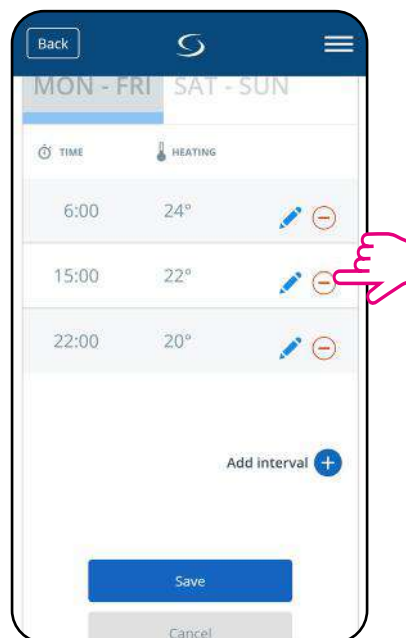 Back
MON - FRI SAT - SUN
TIME HEATING
6:00 24°
15:00 22°
22:00 20°
Add interval
Save
Cancel